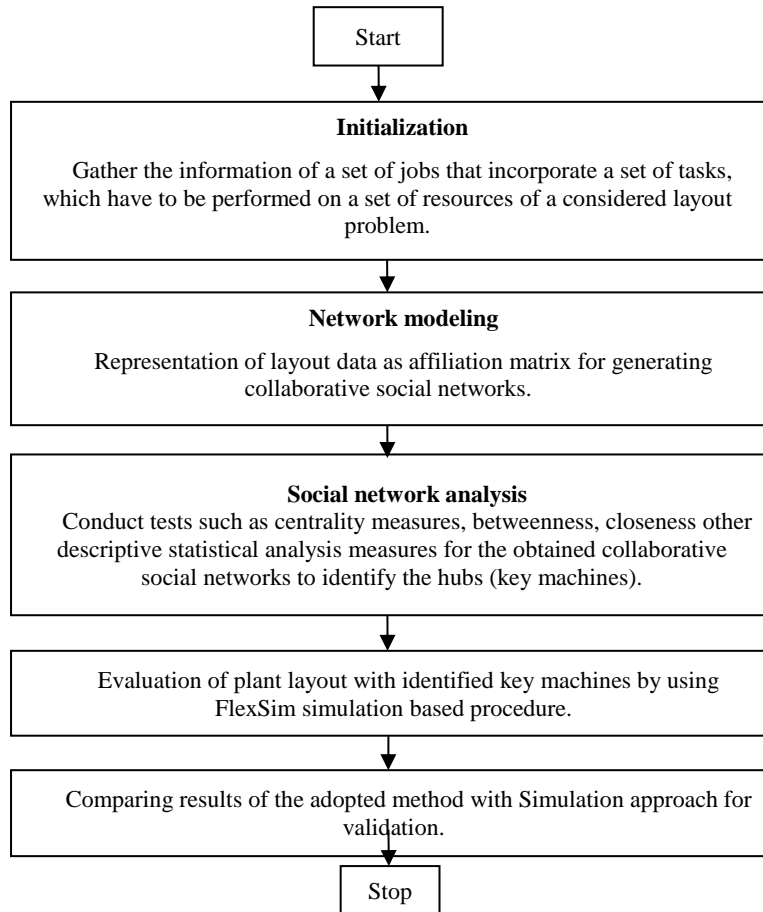 Start
Initialization
Gather the information of a set of jobs that incorporate a set of tasks,
which have to be performed on a set of resources of a considered layout
problem.
Network modeling
Representation of layout data as affiliation matrix for generating
collaborative social networks.
Social network analysis
Conduct tests such as centrality measures, betweenness, closeness other
descriptive statistical analysis measures for the obtained collaborative
social networks to identify the hubs (key machines).
Evaluation of plant layout with identified key machines by using
FlexSim simulation based procedure.
Comparing results of the adopted method with Simulation approach for
validation.
Stop